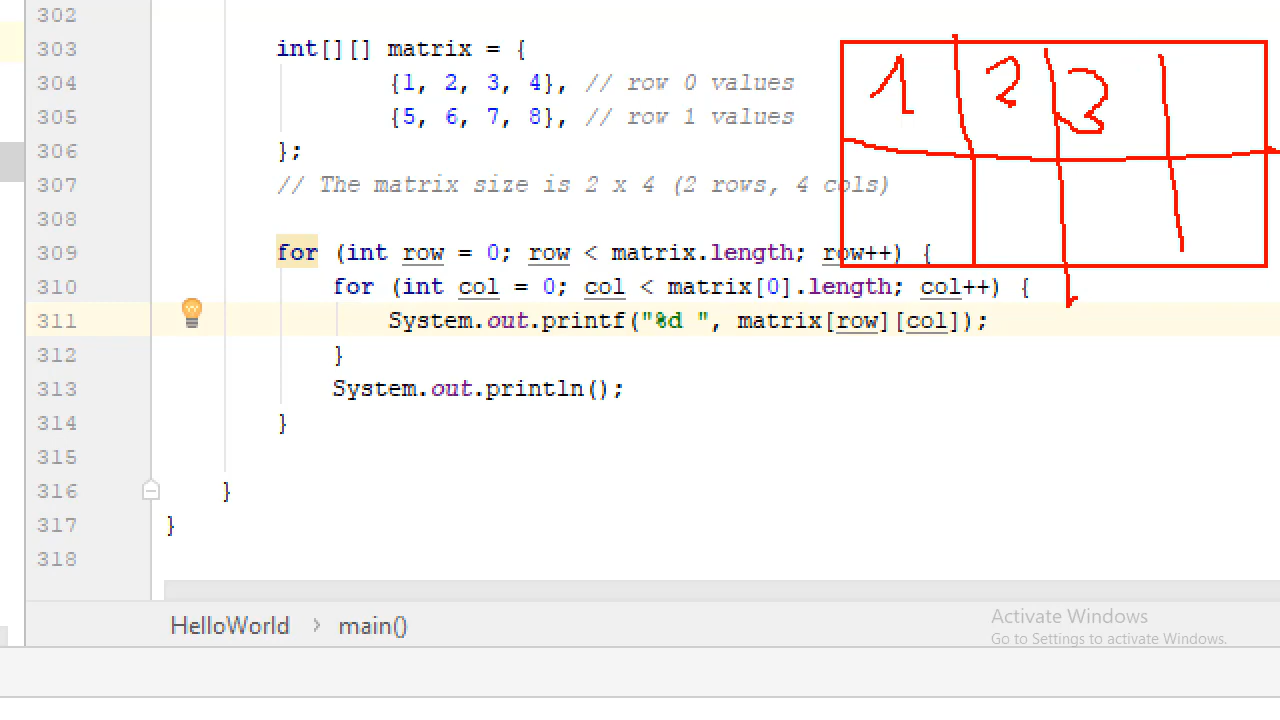 302
303 int[][] matrix = {
304 {1, 2, 3, 4}, // row 0 values
305 {5, 6, 7, 8}, // row 1 values
306 };
307 // The matrix size is 2 x 4 (2 rows, 4 cols)
308
309 for (int row = 0; row < matrix.length; row++) {
310 for (int col = 0; col < matrix[0].length; col++) {
311 System.out.printf("%d ", matrix[row][col]);
312 }
313 System.out.println();
314 }
315
316 }
317 }
318
1 2 3
HelloWorld > main()
Activate Windows
Go to Settings to activate Windows.